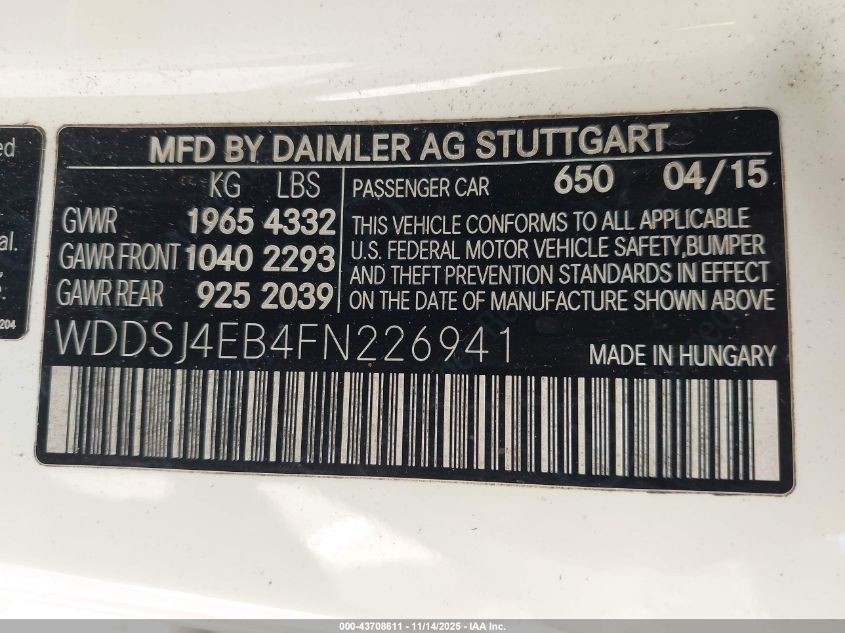 ed
al.
204
MFD BY DAIMLER AG STUTTGART
KG LBS
GVWR 1965 4332
GAWR FRONT 1040 2293
GAWR REAR 925 2039
PASSENGER CAR 650 04/15
THIS VEHICLE CONFORMS TO ALL APPLICABLE
U.S. FEDERAL MOTOR VEHICLE SAFETY,BUMPER
AND THEFT PREVENTION STANDARDS IN EFFECT
ON THE DATE OF MANUFACTURE SHOWN ABOVE
WDDSJ4EB4FN226941 MADE IN HUNGARY
000-43708611 - 11/14/2025 - IAA Inc.